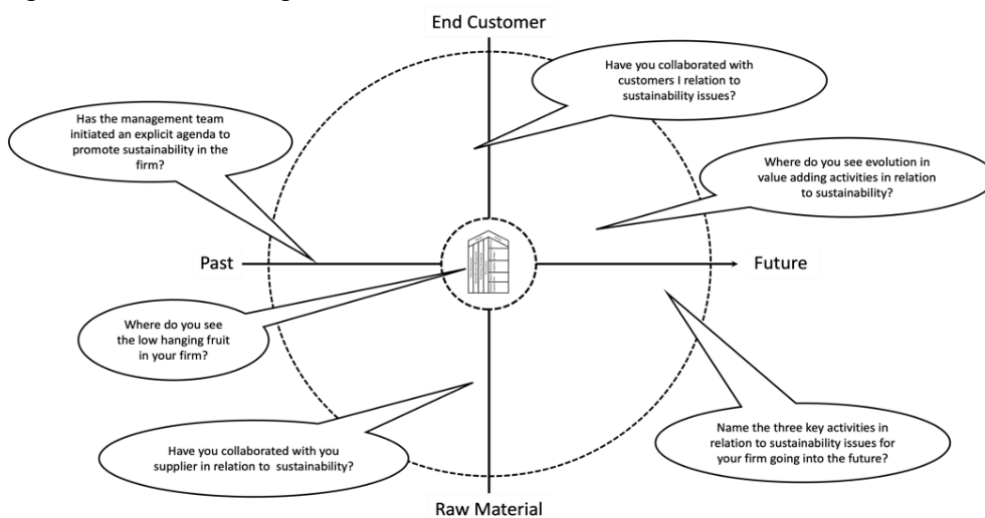 End Customer
Have you collaborated with
customers I relation to
sustainability issues?
Has the management team
initiated an explicit agenda to
promote sustainability in the
firm?
Where do you see evolution in
value adding activities in relation
to sustainability?
Past
Future
Where do you see
the low hanging fruit
in your firm?
Have you collaborated with you
supplier in relation to sustainability?
Name the three key activities in
relation to sustainability issues for
your firm going into the future?
Raw Material